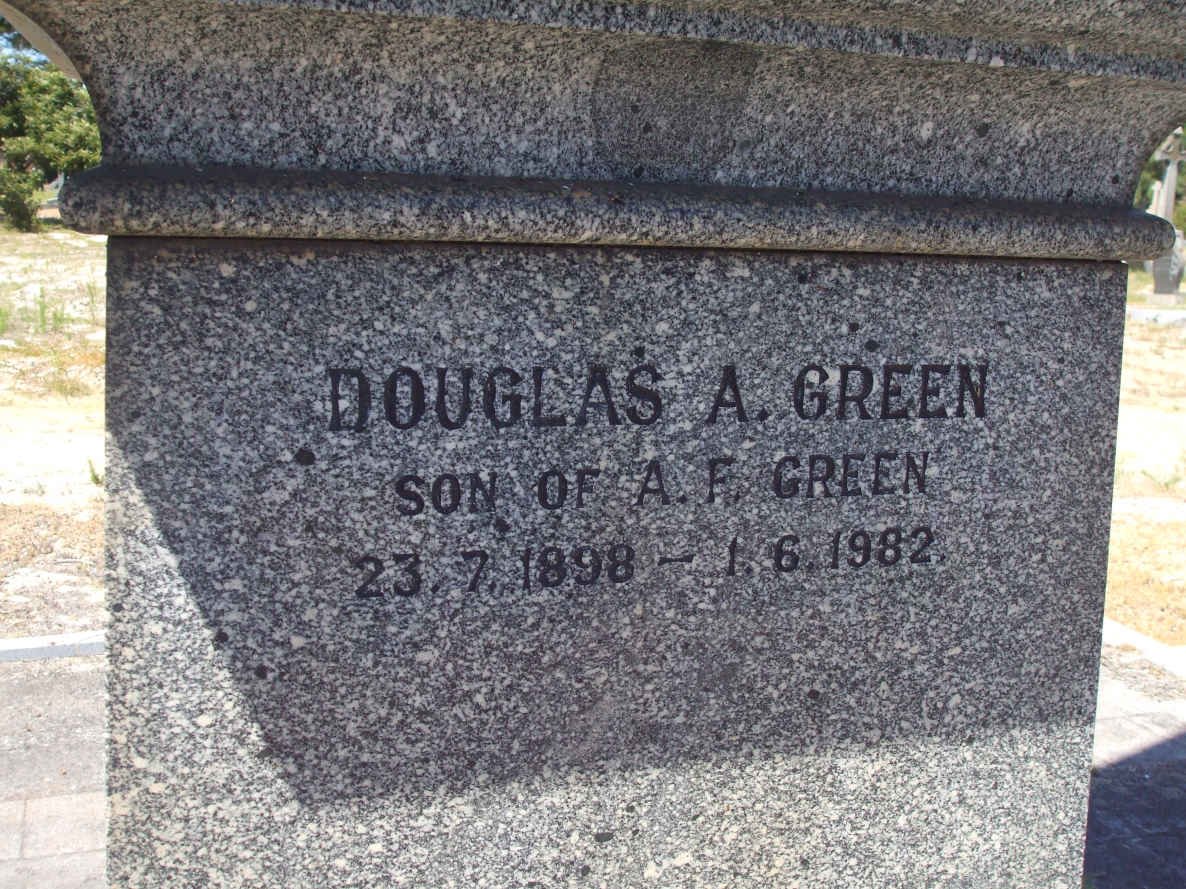 DOUGLAS A. GREEN
SON OF A. F. GREEN
23. 7. 1898 – 1. 6. 1982.